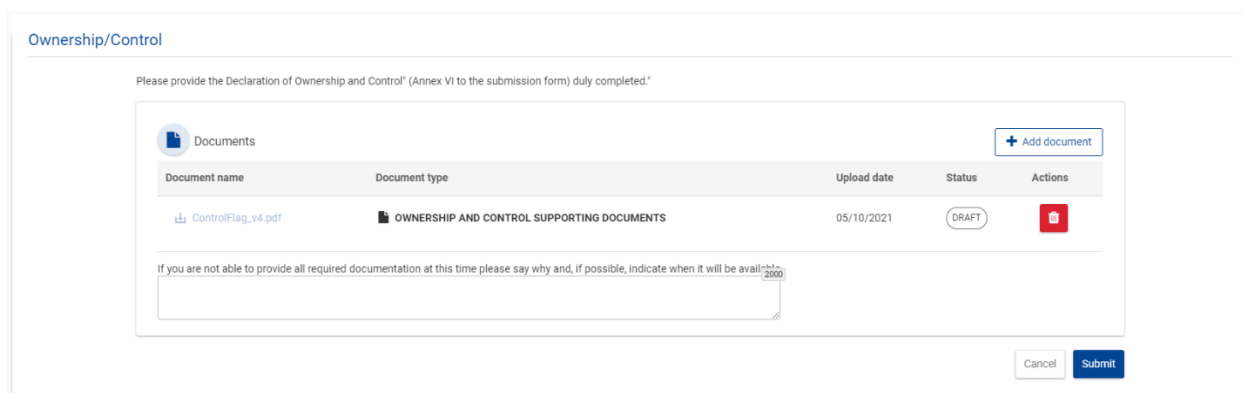 Ownership/Control
Please provide the Declaration of Ownership and Control" (Annex VI to the submission form) duly completed."
Documents
Add document
Document name Document type Upload date Status Actions
ControlFlag_v4.pdf OWNERSHIP AND CONTROL SUPPORTING DOCUMENTS 05/10/2021 DRAFT
If you are not able to provide all required documentation at this time please say why and, if possible, indicate when it will be available
2000
Cancel Submit